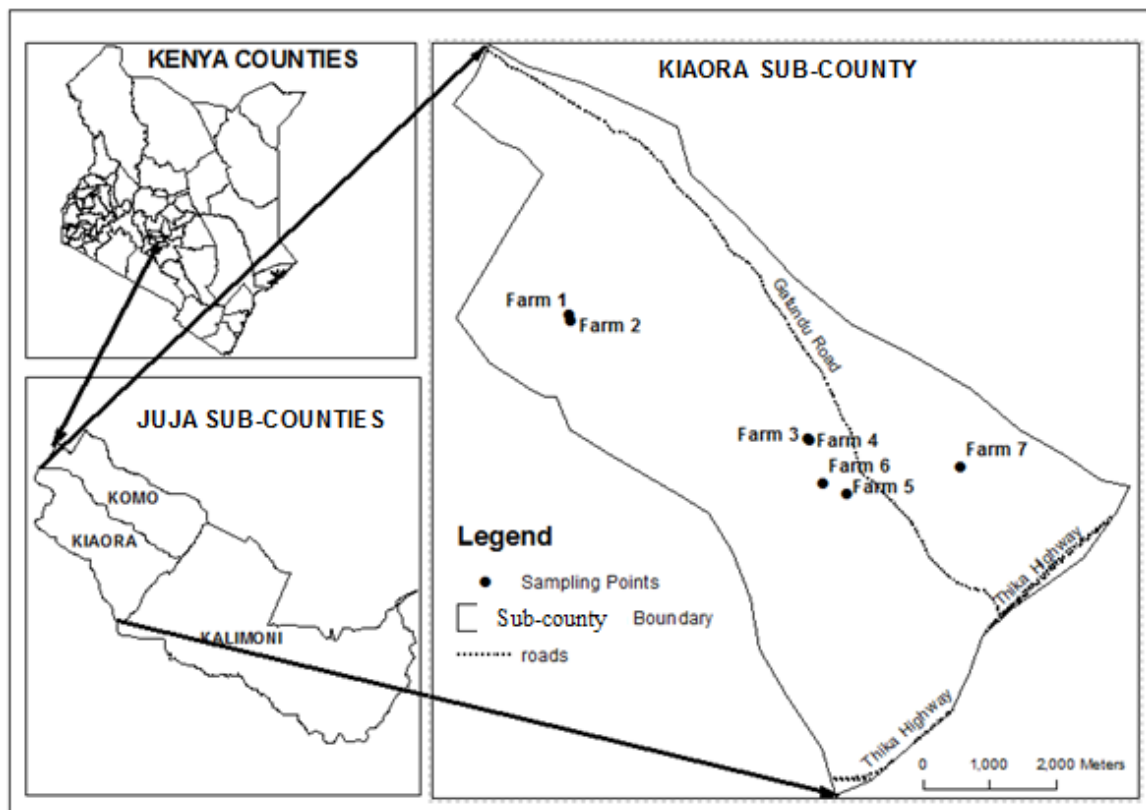 KENYA COUNTIES
JUJA SUB-COUNTIES
KOMO
KIAORA
KALIMONI
KIAORA SUB-COUNTY
Gatundu Road
Farm 1
Farm 2
Farm 3
Farm 4
Farm 6
Farm 5
Farm 7
Thika Highway
Thika Highway
Legend
Sampling Points
Sub-county Boundary
roads
0 1,000 2,000 Meters